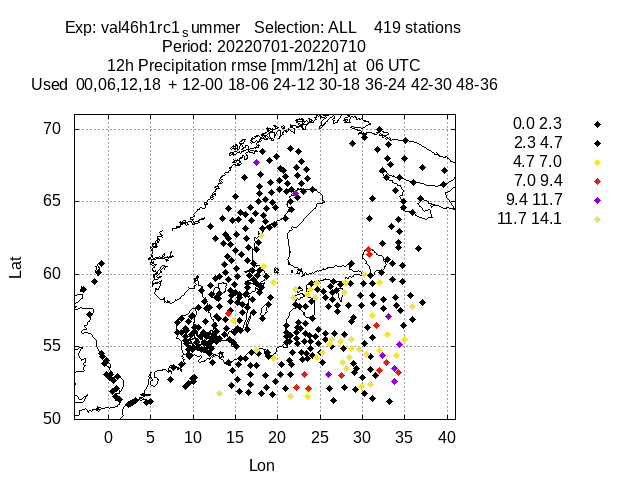 Exp: val46h1rc1summer   Selection: ALL    419 stations
Period: 20220701-20220710
12h Precipitation rmse [mm/12h] at  06 UTC
Used  00,06,12,18  + 12-00 18-06 24-12 30-18 36-24 42-30 48-36
70
65
60
55
50
0 5 10 15 20 25 30 35 40
Lat
Lon
0.0 2.3
2.3 4.7
4.7 7.0
7.0 9.4
9.4 11.7
11.7 14.1